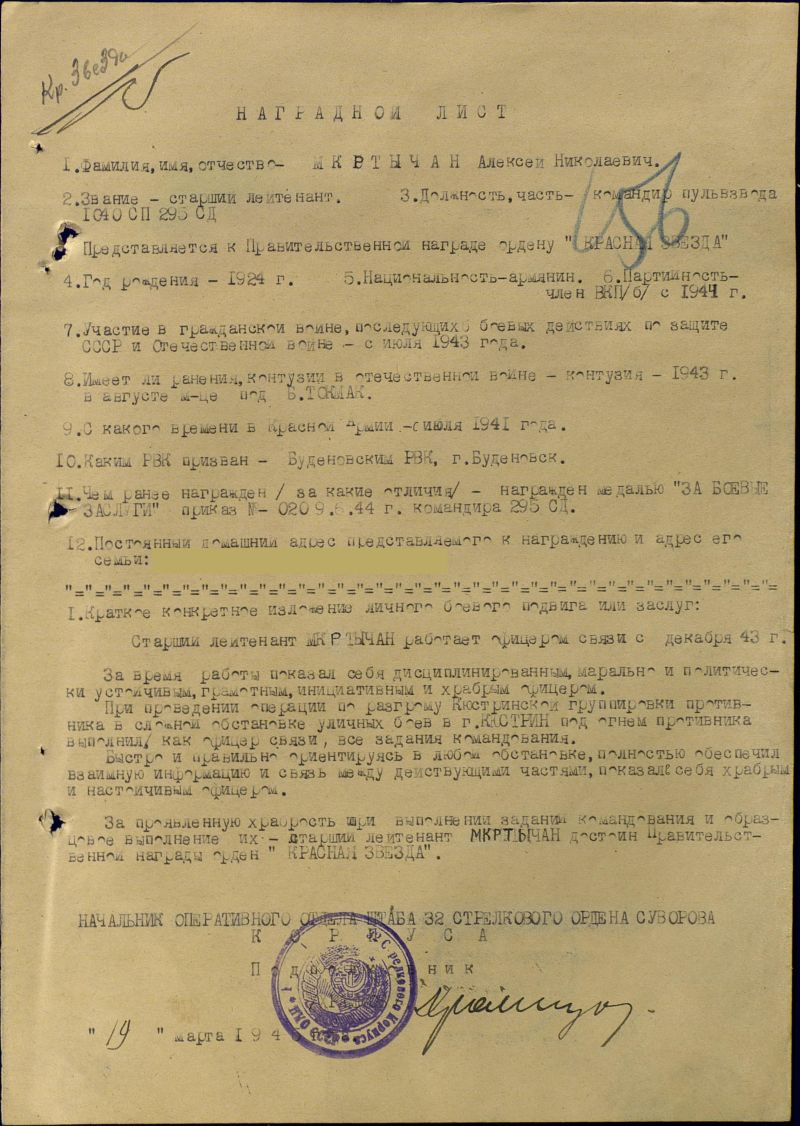 Кр. Звезда
НАГРАДНОЙ ЛИСТ
156
1.Фамилия,имя,отчество- МКРТЫЧАН Алексей Николаевич.
2.Звание - старший лейтенант. 3.Должность,часть- командир пульвзвода
1040 СП 295 СД
Представляется к Правительственной награде ордену " КРАСНАЯ ЗВЕЗДА"
4.Год рождения - 1924 г. 5.Национальность-армянин. 6.Партийность-
член ВКП/б/ с 1944 г.
7.Участие в гражданской войне,последующих боевых действиях по защите
СССР и Отечественной войне - с июля 1943 года.
8.Имеет ли ранения,контузии в отечественной войне - контузия - 1943 г.
в августе м-це под Б.ТОКМАК.
9.С какого времени в Красной Армии -с июля 1941 года.
10.Каким РВК призван - Буденовским РВК, г.Буденовск.
11.Чем ранее награжден / за какие отличия/ - награжден медалью "ЗА БОЕВЫЕ
ЗАСЛУГИ" приказ №- 020 9.6.44 г. командира 295 СД.
12.Постоянный домашний адрес представляемого к награждению и адрес его
семьи:
"="="="="="="="="="="="="="="="="="="="="="="="="="="="="="="="="="="="=
1.Краткое конкретное изложение личного боевого подвига или заслуг:
Старший лейтенант МКРТЫЧАН работает офицером связи с декабря 43 г.
За время работы показал себя дисциплинированным,марально и политичес-
ки устойчивым,грамотным,инициативным и храбрым офицером.
При проведении операции по разгрому Кюстринской группировки против-
ника в сложной обстановке уличных боев в г.КЮСТРИН под огнем противника
выполнил/ как офицер связи, все задания командования.
Быстро и правильно ориентируясь в любой обстановке,полностью обеспечил
взаимную информацию и связь между действующими частями,показал себя храбрым
и настойчивым офицером.
За проявленную храбрость при выполнении заданий командования и образ-
цовое выполнение их - старший лейтенант МКРТЫЧАН достоин Правительст-
венной награды орден " КРАСНАЯ ЗВЕЗДА".
НАЧАЛЬНИК ОПЕРАТИВНОГО ОТДЕЛА ШТАБА 32 СТРЕЛКОВОГО ОРДЕНА СУВОРОВА
КОРПУСА
Подполковник
" 19 " марта 194